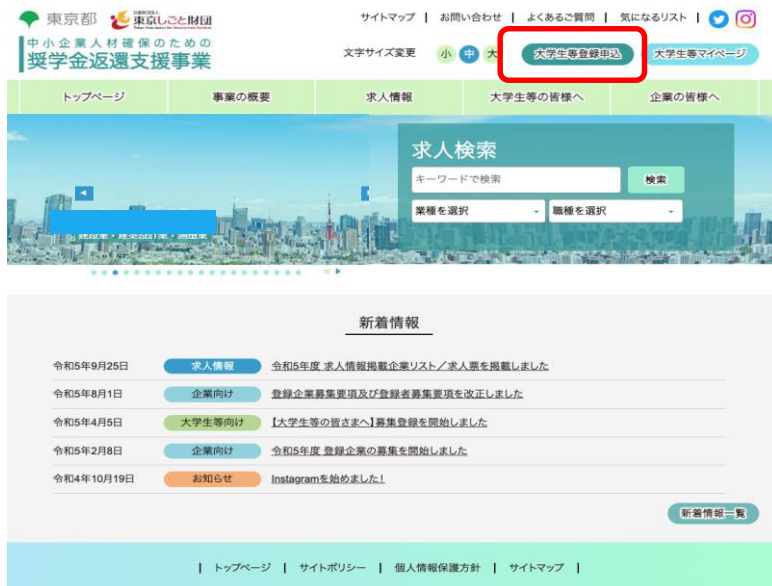 東京都 公益財団法人 東京しごと財団
サイトマップ | お問い合わせ | よくあるご質問 | 気になるリスト |
中小企業人材確保のための
奨学金返還支援事業
文字サイズ変更 小 中 大 大学生等登録申込 大学生等マイページ
トップページ 事業の概要 求人情報 大学生等の皆様へ 企業の皆様へ
求人検索
キーワードで検索 検索
業種を選択 職種を選択
新着情報
令和5年9月25日 求人情報 令和5年度 求人情報掲載企業リスト／求人票を掲載しました
令和5年8月1日 企業向け 登録企業募集要項及び登録者募集要項を改正しました
令和5年4月5日 大学生等向け 【大学生等の皆さまへ】募集登録を開始しました
令和5年2月8日 企業向け 令和5年度 登録企業の募集を開始しました
令和4年10月19日 お知らせ Instagramを始めました！
新着情報一覧
| トップページ | サイトポリシー | 個人情報保護方針 | サイトマップ |